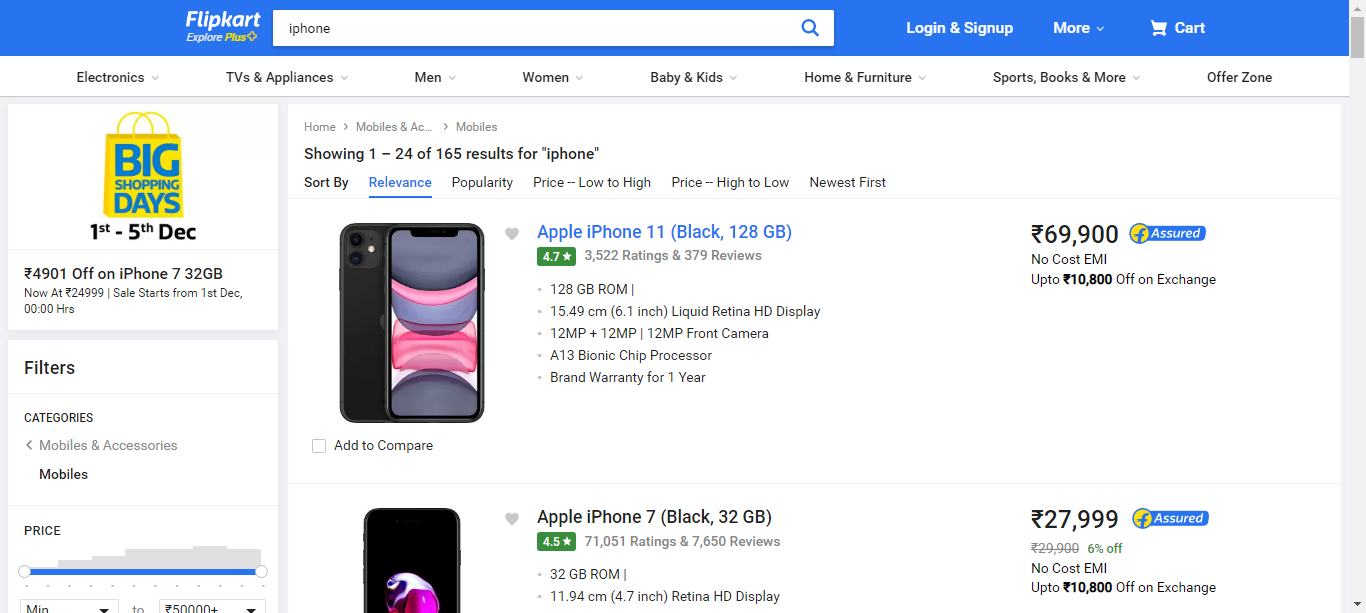 Flipkart
Explore Plus
iphone
Login & Signup
More
Cart
Electronics
TVs & Appliances
Men
Women
Baby & Kids
Home & Furniture
Sports, Books & More
Offer Zone
BIG
SHOPPING
DAYS
1st - 5th Dec
₹4901 Off on iPhone 7 32GB
Now At ₹24999 | Sale Starts from 1st Dec,
00:00 Hrs
Filters
CATEGORIES
Mobiles & Accessories
Mobiles
PRICE
Min
to
₹50000+
Home
Mobiles & Ac...
Mobiles
Showing 1 – 24 of 165 results for "iphone"
Sort By
Relevance
Popularity
Price -- Low to High
Price -- High to Low
Newest First
Apple iPhone 11 (Black, 128 GB)
4.7 ★ 3,522 Ratings & 379 Reviews
128 GB ROM |
15.49 cm (6.1 inch) Liquid Retina HD Display
12MP + 12MP | 12MP Front Camera
A13 Bionic Chip Processor
Brand Warranty for 1 Year
₹69,900
Assured
No Cost EMI
Upto ₹10,800 Off on Exchange
Add to Compare
Apple iPhone 7 (Black, 32 GB)
4.5 ★ 71,051 Ratings & 7,650 Reviews
32 GB ROM |
11.94 cm (4.7 inch) Retina HD Display
₹27,999
Assured
₹29,900 6% off
No Cost EMI
Upto ₹10,800 Off on Exchange